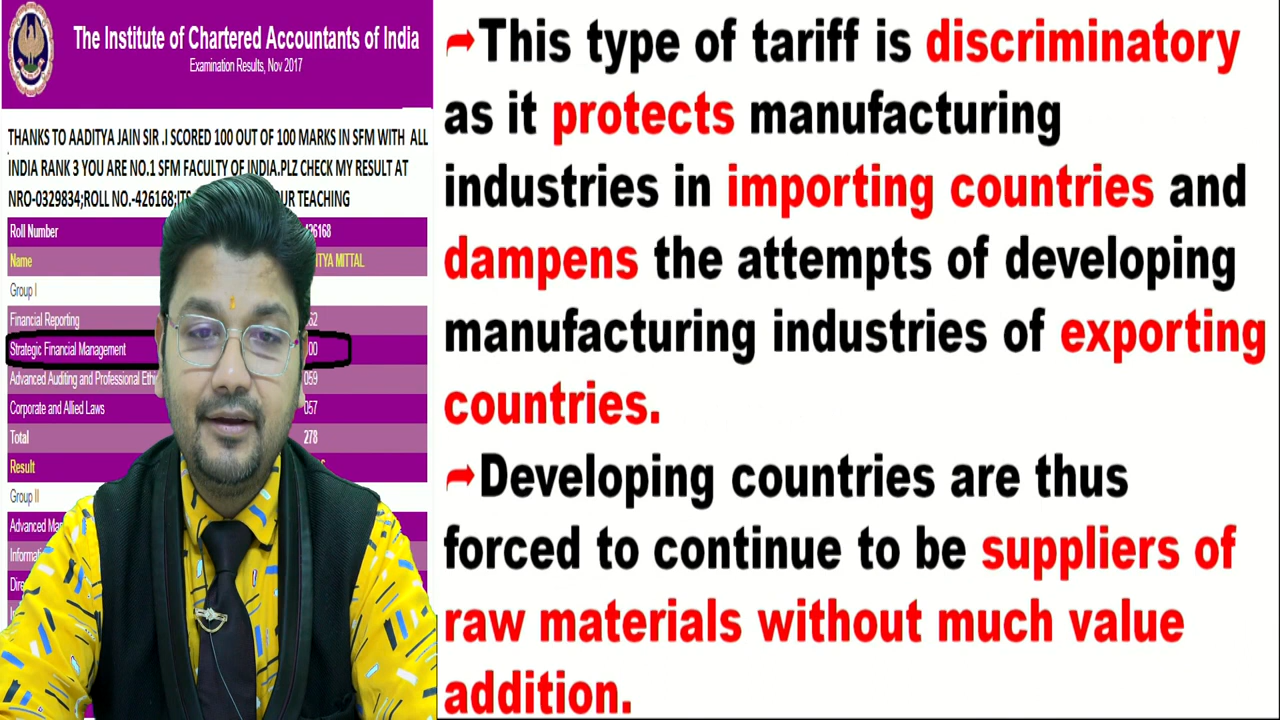 The Institute of Chartered Accountants of India
Examination Results, Nov 2017
THANKS TO AADITYA JAIN SIR .I SCORED 100 OUT OF 100 MARKS IN SFM WITH ALL
INDIA RANK 3 YOU ARE NO.1 SFM FACULTY OF INDIA.PLZ CHECK MY RESULT AT
NRO-0329834;ROLL NO.-426168; TEACHING
Roll Number
Name MITTAL
Group I
Financial Reporting
Strategic Financial Management
Advanced Auditing and Professional
Corporate and Allied Laws 057
Total 278
Result
Group II
Advanced
➦This type of tariff is discriminatory
as it protects manufacturing
industries in importing countries and
dampens the attempts of developing
manufacturing industries of exporting
countries.
➦Developing countries are thus
forced to continue to be suppliers of
raw materials without much value
addition.